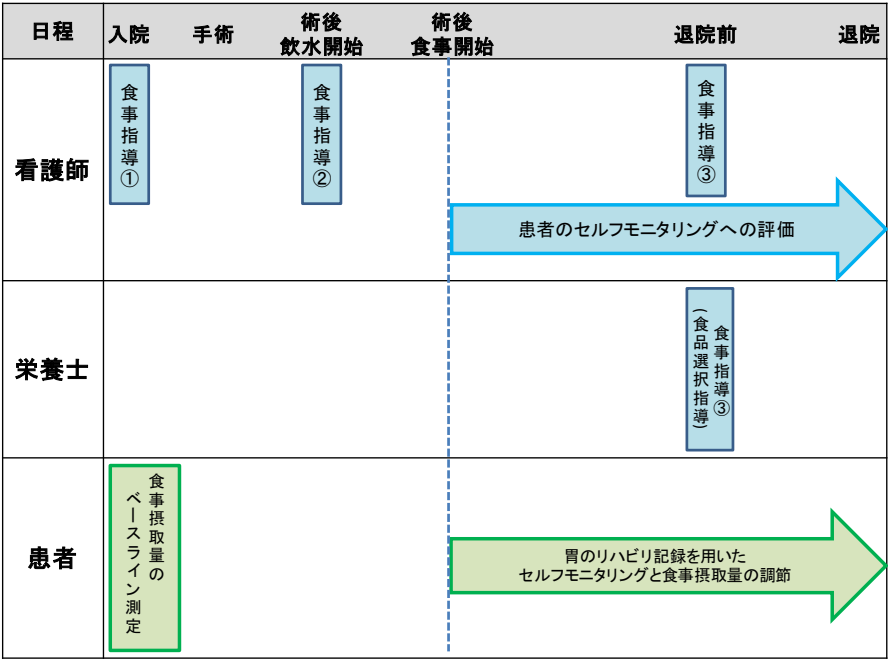 日程
入院
手術
術後
飲水開始
術後
食事開始
退院前
退院
看護師
食事指導①
食事指導②
食事指導③
患者のセルフモニタリングへの評価
栄養士
食事指導③
(食品選択指導)
患者
食事摂取量の
ベースライン測定
胃のリハビリ記録を用いた
セルフモニタリングと食事摂取量の調節